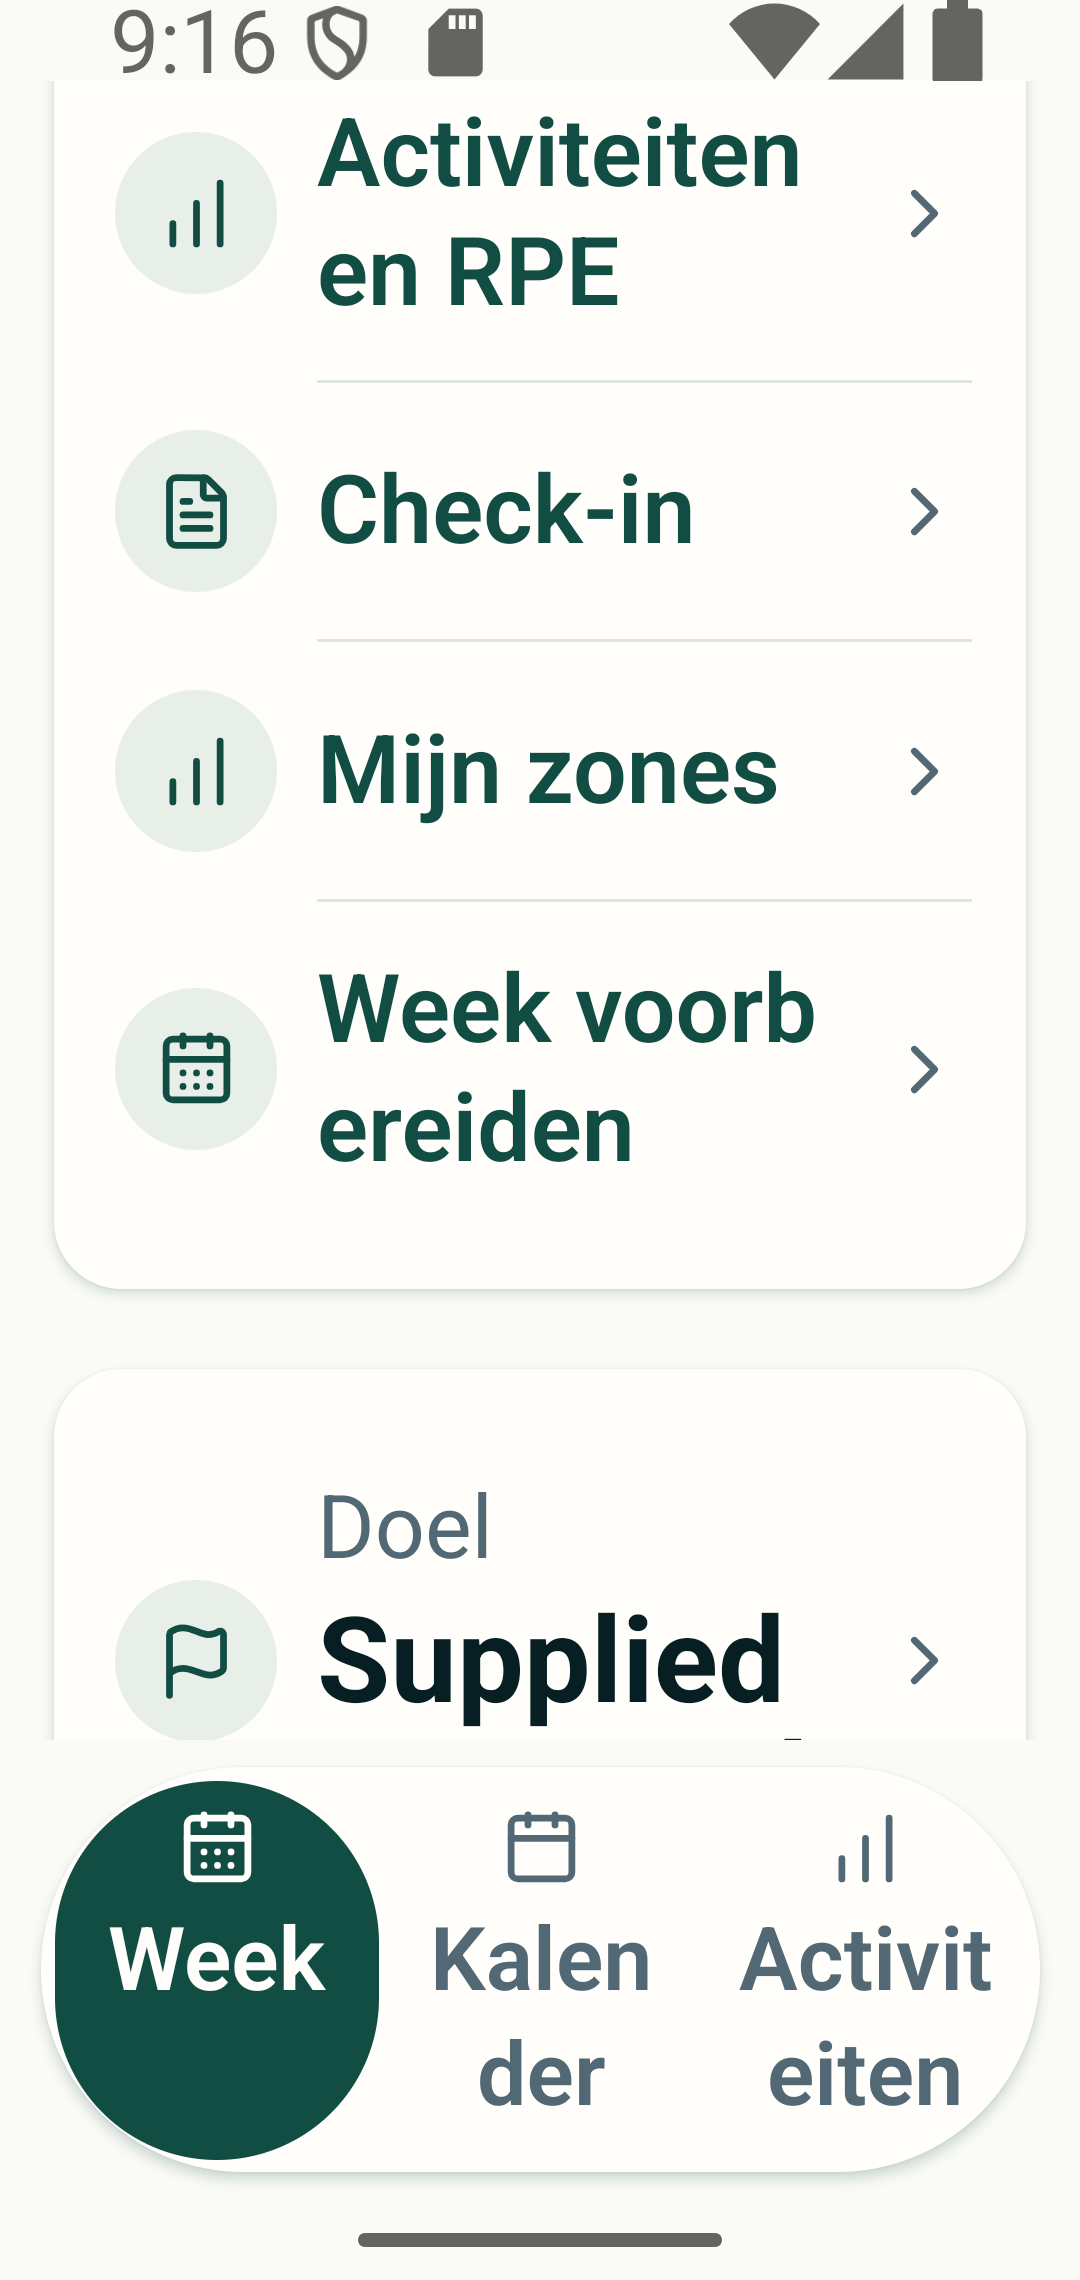 9:16
Activiteiten
en RPE
Check-in
Mijn zones
Week voorb
ereiden
Doel
Supplied
Week
Kalen
der
Activit
eiten